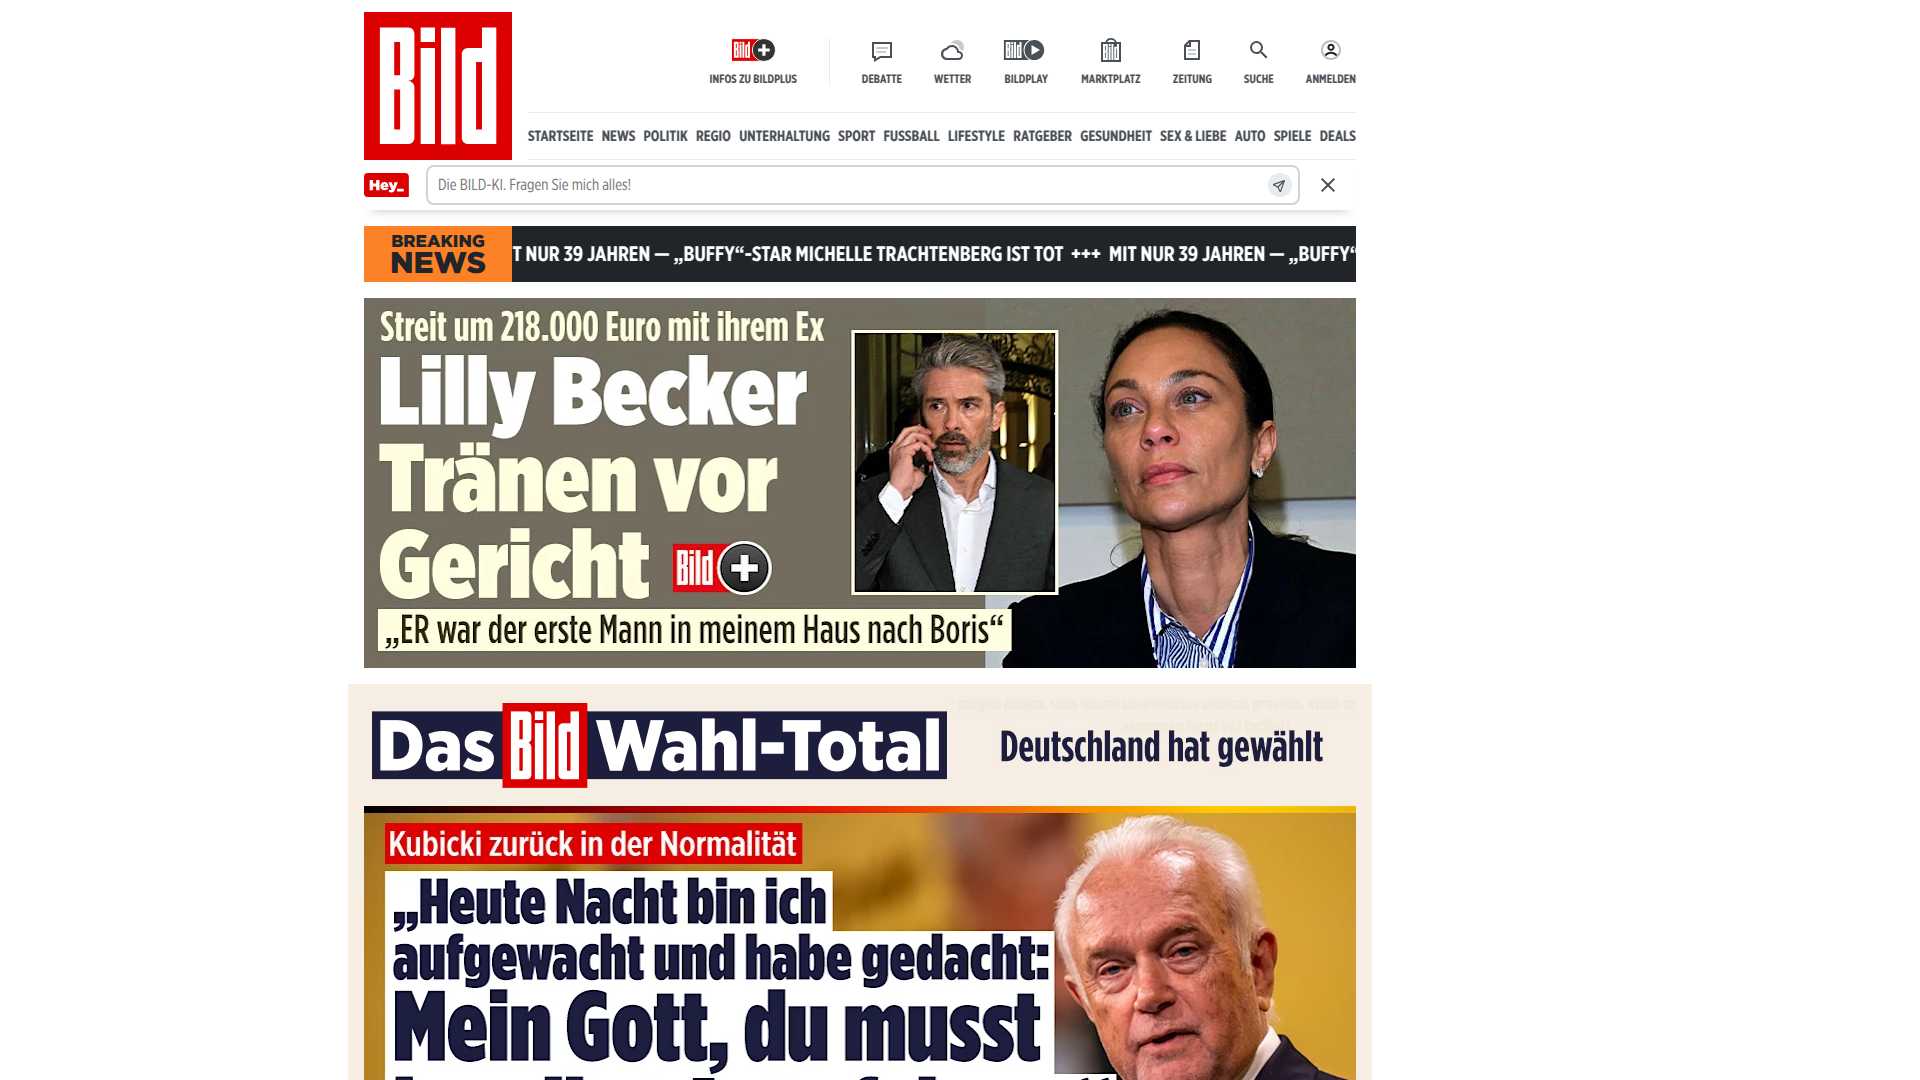 Bild
Bild
INFOS ZU BILDPLUS
DEBATTE
WETTER
Bild
BILDPLAY
Bild
MARKTPLATZ
ZEITUNG
SUCHE
ANMELDEN
STARTSEITE NEWS POLITIK REGIO UNTERHALTUNG SPORT FUSSBALL LIFESTYLE RATGEBER GESUNDHEIT SEX & LIEBE AUTO SPIELE DEALS
Hey_
Die BILD-KI. Fragen Sie mich alles!
BREAKING
NEWS
T NUR 39 JAHREN — „BUFFY“-STAR MICHELLE TRACHTENBERG IST TOT +++ MIT NUR 39 JAHREN — „BUFFY“
Streit um 218.000 Euro mit ihrem Ex
Lilly Becker
Tränen vor
Gericht
Bild +
„ER war der erste Mann in meinem Haus nach Boris“
Das Bild Wahl-Total
Deutschland hat gewählt
Kubicki zurück in der Normalität
„Heute Nacht bin ich
aufgewacht und habe gedacht:
Mein Gott, du musst